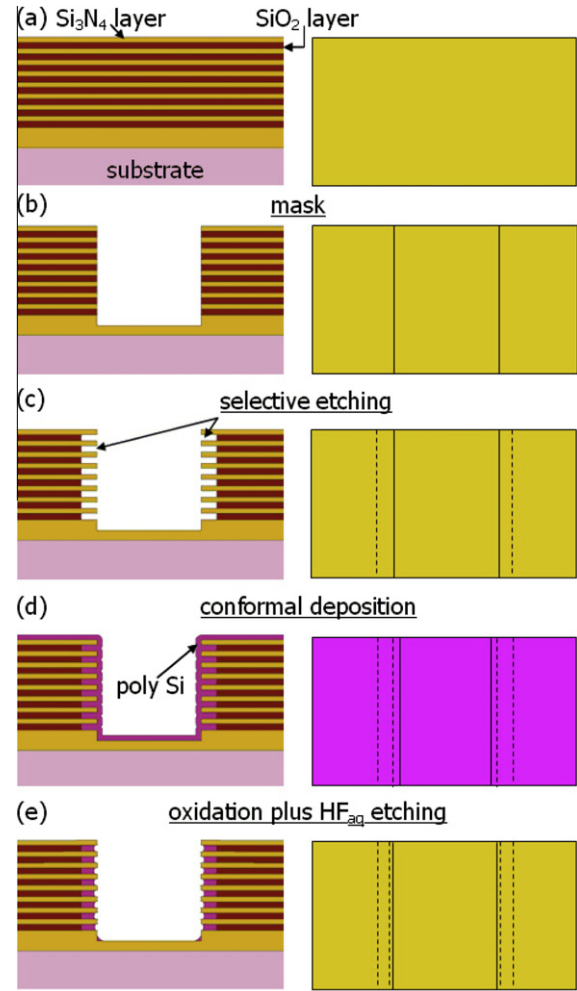 (a) Si₃N₄ layer SiO₂ layer
substrate
(b) mask
(c) selective etching
(d) conformal deposition
poly Si
(e) oxidation plus HFaq etching